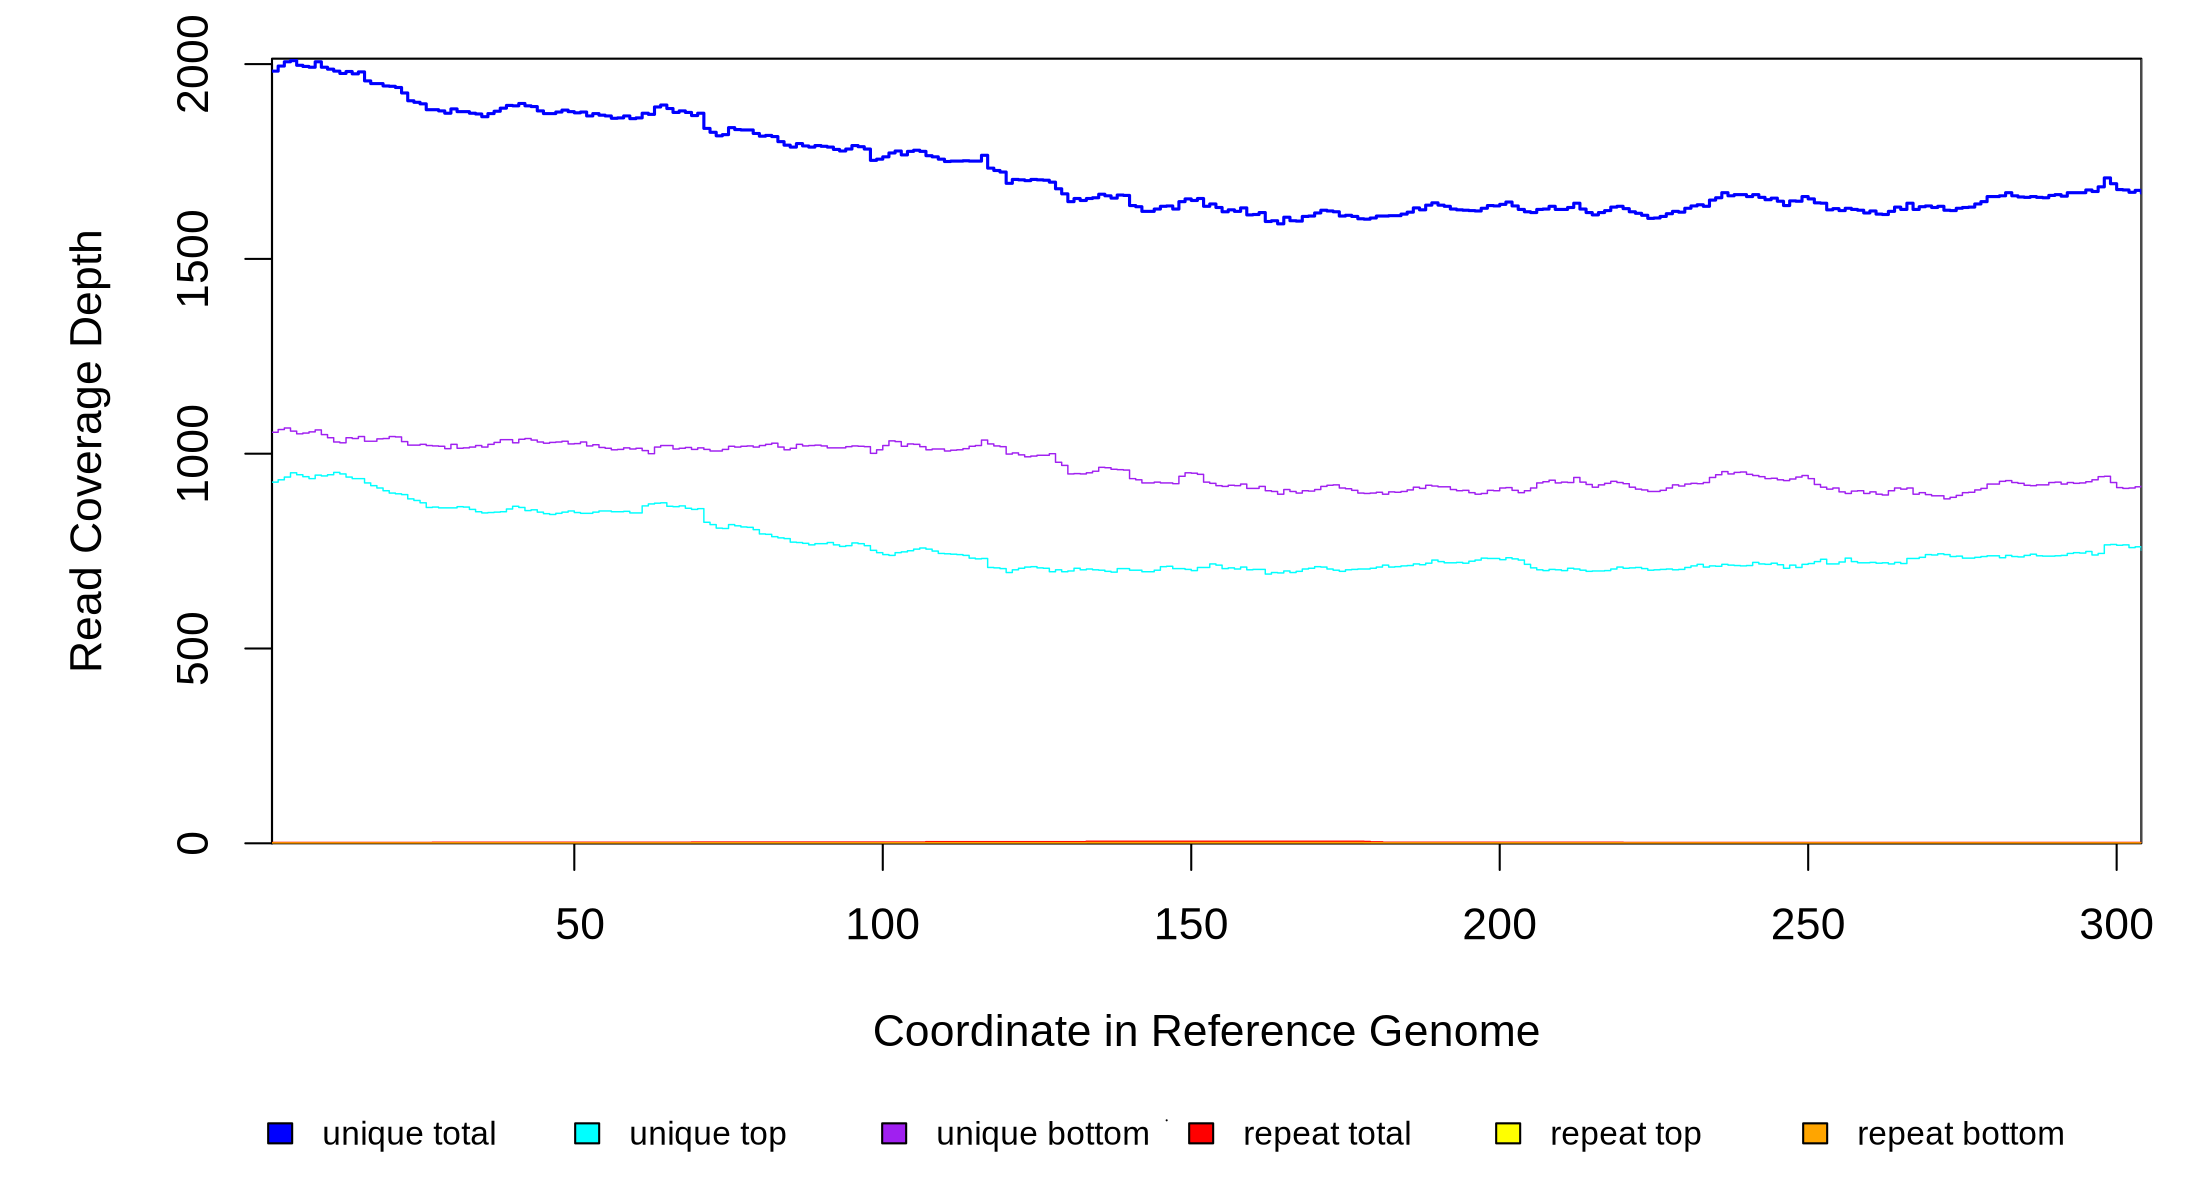 2000
1500
1000
500
0
Read Coverage Depth
50 100 150 200 250 300
Coordinate in Reference Genome
unique total unique top unique bottom repeat total repeat top repeat bottom